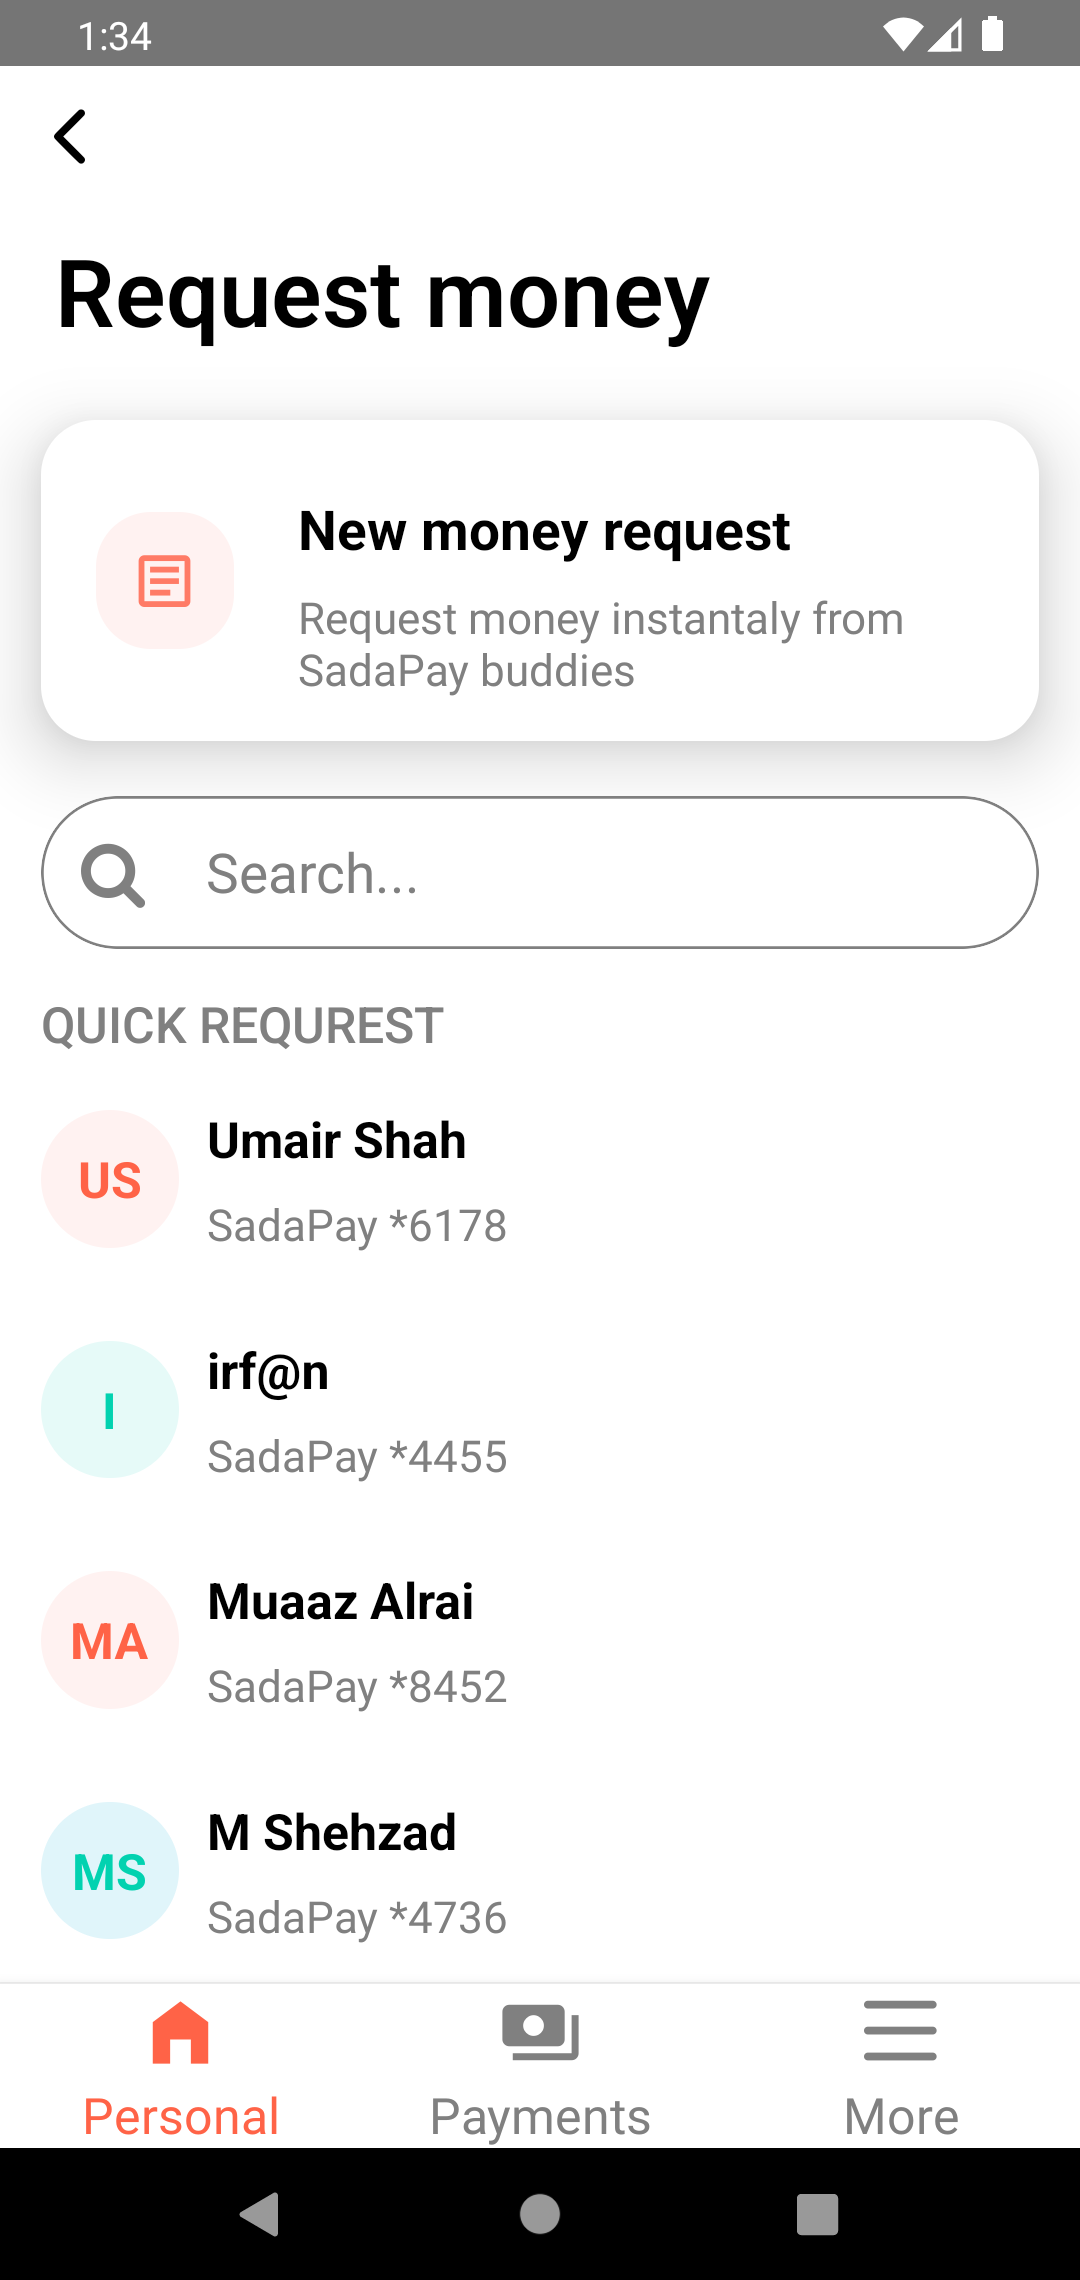 1:34
Request money
New money request
Request money instantaly from
SadaPay buddies
Search...
QUICK REQUREST
US
Umair Shah
SadaPay *6178
I
irf@n
SadaPay *4455
MA
Muaaz Alrai
SadaPay *8452
MS
M Shehzad
SadaPay *4736
Personal
Payments
More